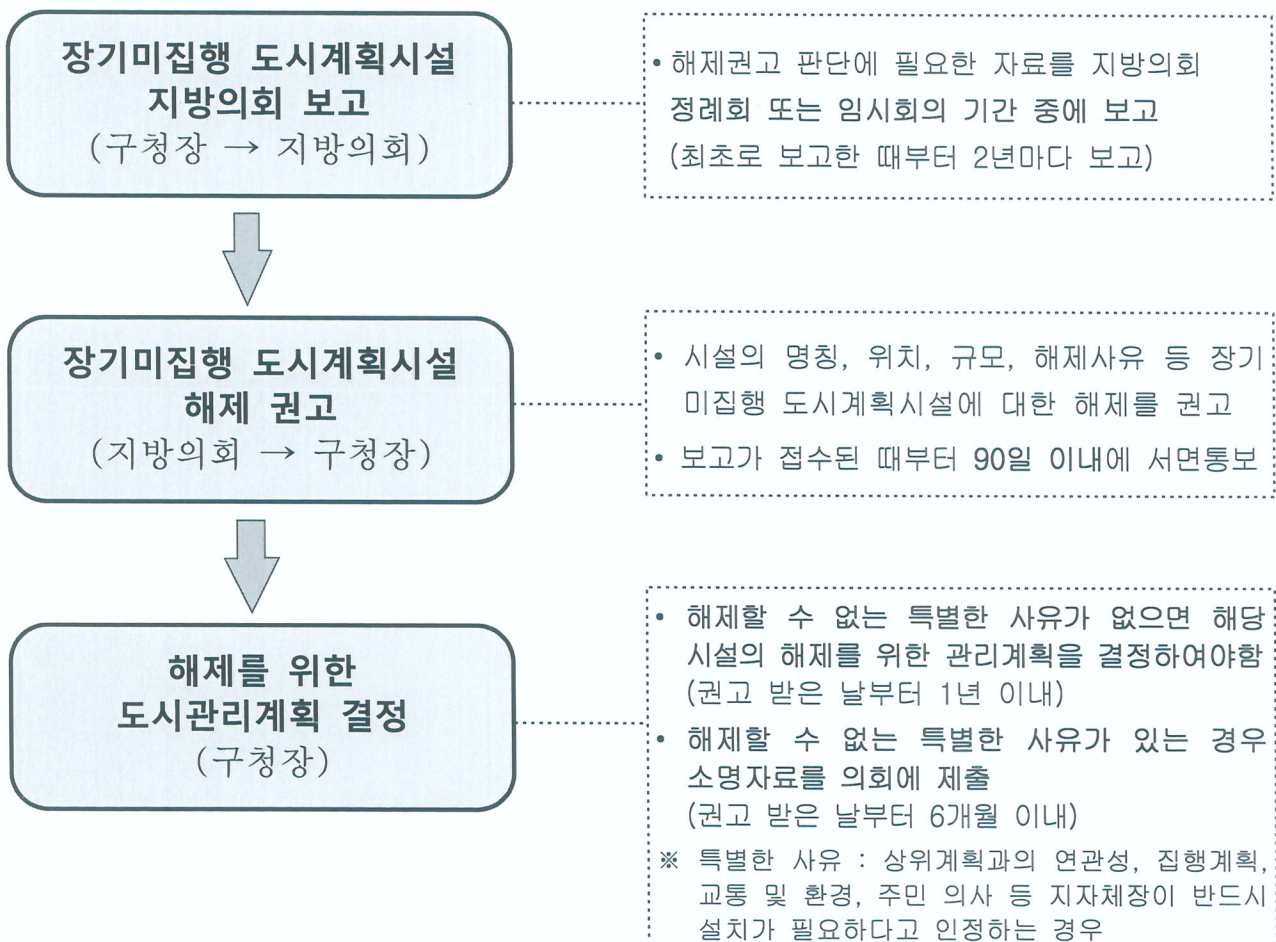 장기미집행 도시계획시설
지방의회 보고
(구청장 → 지방의회)
• 해제권고 판단에 필요한 자료를 지방의회
정례회 또는 임시회의 기간 중에 보고
(최초로 보고한 때부터 2년마다 보고)
장기미집행 도시계획시설
해제 권고
(지방의회 → 구청장)
• 시설의 명칭, 위치, 규모, 해제사유 등 장기
미집행 도시계획시설에 대한 해제를 권고
• 보고가 접수된 때부터 90일 이내에 서면통보
해제를 위한
도시관리계획 결정
(구청장)
• 해제할 수 없는 특별한 사유가 없으면 해당
시설의 해제를 위한 관리계획을 결정하여야함
(권고 받은 날부터 1년 이내)
• 해제할 수 없는 특별한 사유가 있는 경우
소명자료를 의회에 제출
(권고 받은 날부터 6개월 이내)
※ 특별한 사유 : 상위계획과의 연관성, 집행계획,
교통 및 환경, 주민 의사 등 지자체장이 반드시
설치가 필요하다고 인정하는 경우